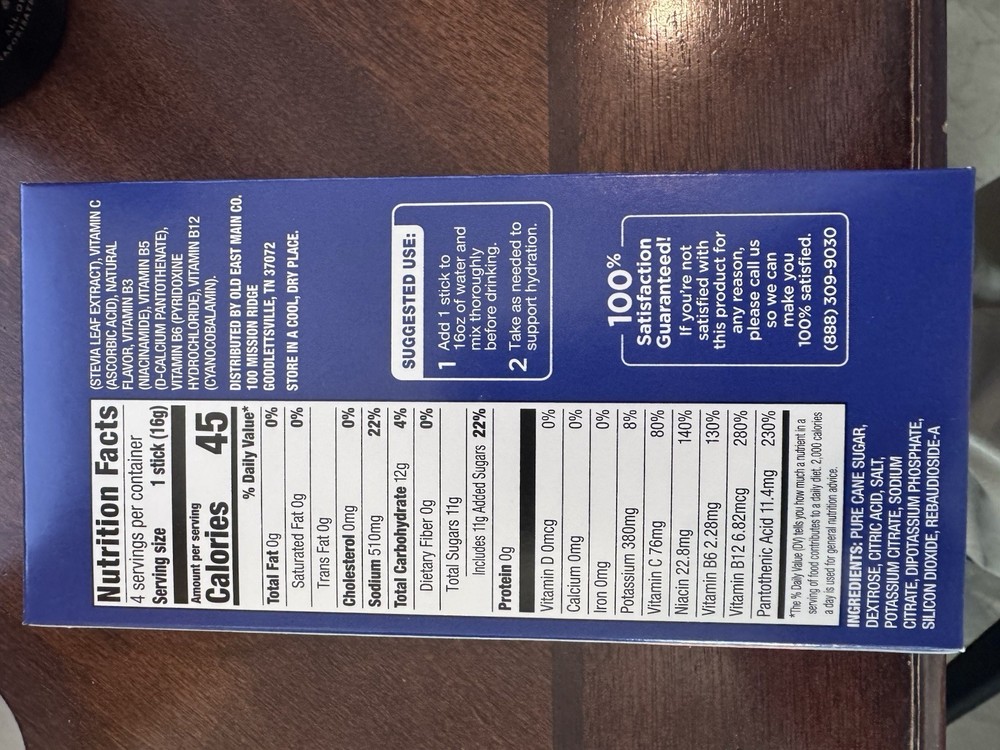 Nutrition Facts
4 servings per container
Serving size 1 stick (16g)
Amount per serving
Calories 45
% Daily Value*
Total Fat 0g 0%
Saturated Fat 0g 0%
Trans Fat 0g
Cholesterol 0mg 0%
Sodium 510mg 22%
Total Carbohydrate 12g 4%
Dietary Fiber 0g 0%
Total Sugars 11g
Includes 11g Added Sugars 22%
Protein 0g
Vitamin D 0mcg 0%
Calcium 0mg 0%
Iron 0mg 0%
Potassium 380mg 8%
Vitamin C 76mg 80%
Niacin 22.8mg 140%
Vitamin B6 2.28mg 130%
Vitamin B12 6.82mcg 280%
Pantothenic Acid 11.4mg 230%
*The % Daily Value (DV) tells you how much a nutrient in a
serving of food contributes to a daily diet. 2,000 calories
a day is used for general nutrition advice.
INGREDIENTS: PURE CANE SUGAR,
DEXTROSE, CITRIC ACID, SALT,
POTASSIUM CITRATE, SODIUM
CITRATE, DIPOTASSIUM PHOSPHATE,
SILICON DIOXIDE, REBAUDIOSIDE-A
(STEVIA LEAF EXTRACT), VITAMIN C
(ASCORBIC ACID), NATURAL
FLAVOR, VITAMIN B3
(NIACINAMIDE), VITAMIN B5
(D-CALCIUM PANTOTHENATE),
VITAMIN B6 (PYRIDOXINE
HYDROCHLORIDE), VITAMIN B12
(CYANOCOBALAMIN).
DISTRIBUTED BY OLD EAST MAIN CO.
100 MISSION RIDGE
GOODLETTSVILLE, TN 37072
STORE IN A COOL, DRY PLACE.
SUGGESTED USE:
1 Add 1 stick to
16oz of water and
mix thoroughly
before drinking.
2 Take as needed to
support hydration.
100%
Satisfaction
Guaranteed!
If you're not
satisfied with
this product for
any reason,
please call us
so we can
make you
100% satisfied.
(888) 309-9030